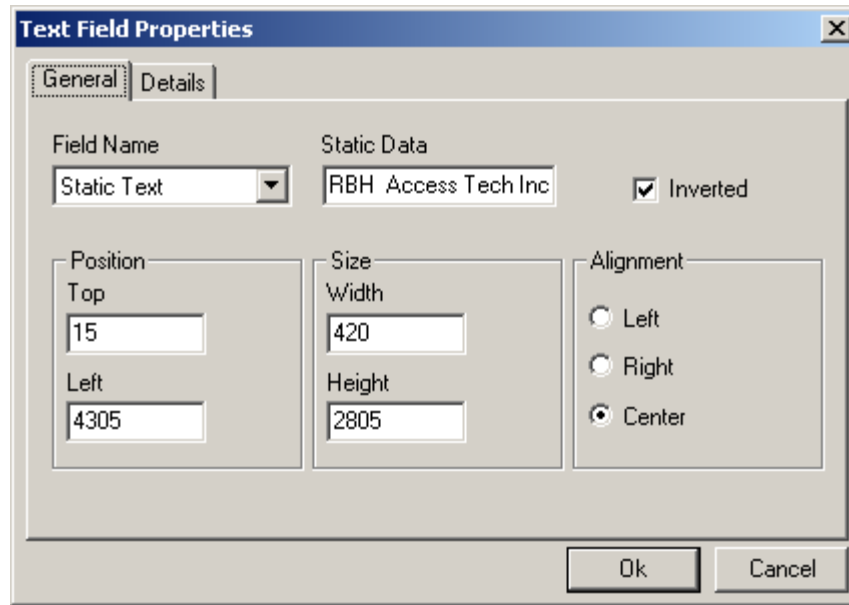 Text Field Properties
General Details
Field Name Static Data
Static Text RBH  Access Tech Inc Inverted
Position Size Alignment
Top Width
15 420 Left
Left Height Right
4305 2805 Center
Ok Cancel